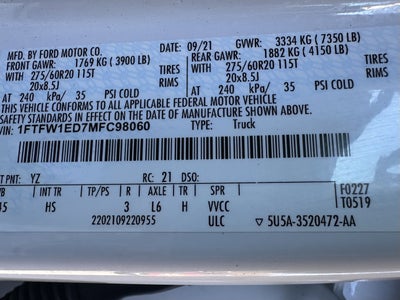 MFD. BY FORD MOTOR CO. 09/21 GVWR: 3334 KG (7350 LB)
FRONT GAWR: 1769 KG (3900 LB) REAR GAWR: 1882 KG (4150 LB)
WITH 275/60R20 115T TIRES WITH 275/60R20 115T TIRES
20x8.5J RIMS 20x8.5J RIMS
AT 240 kPa/ 35 PSI COLD AT 240 kPa/ 35 PSI COLD
THIS VEHICLE CONFORMS TO ALL APPLICABLE FEDERAL MOTOR VEHICLE
SAFETY STANDARDS IN EFFECT ON THE DATE OF
VIN: 1FTFW1ED7MFC98060 TYPE: Truck
PAINT: YZ RC: 21 DSO: F0227
WB INT TR TP/PS R AXLE TR SPR T0519
45 HS 3 L6 H VVCC
2202109220955 ULC 5U5A-3520472-AA